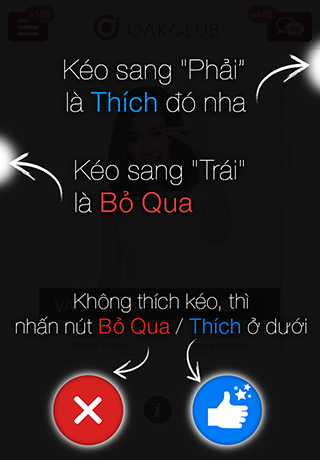 OAKCLUB
Kéo sang "Phải"
là Thích đó nha
Kéo sang "Trái"
là Bỏ Qua
Không thích kéo, thì
nhấn nút Bỏ Qua / Thích ở dưới